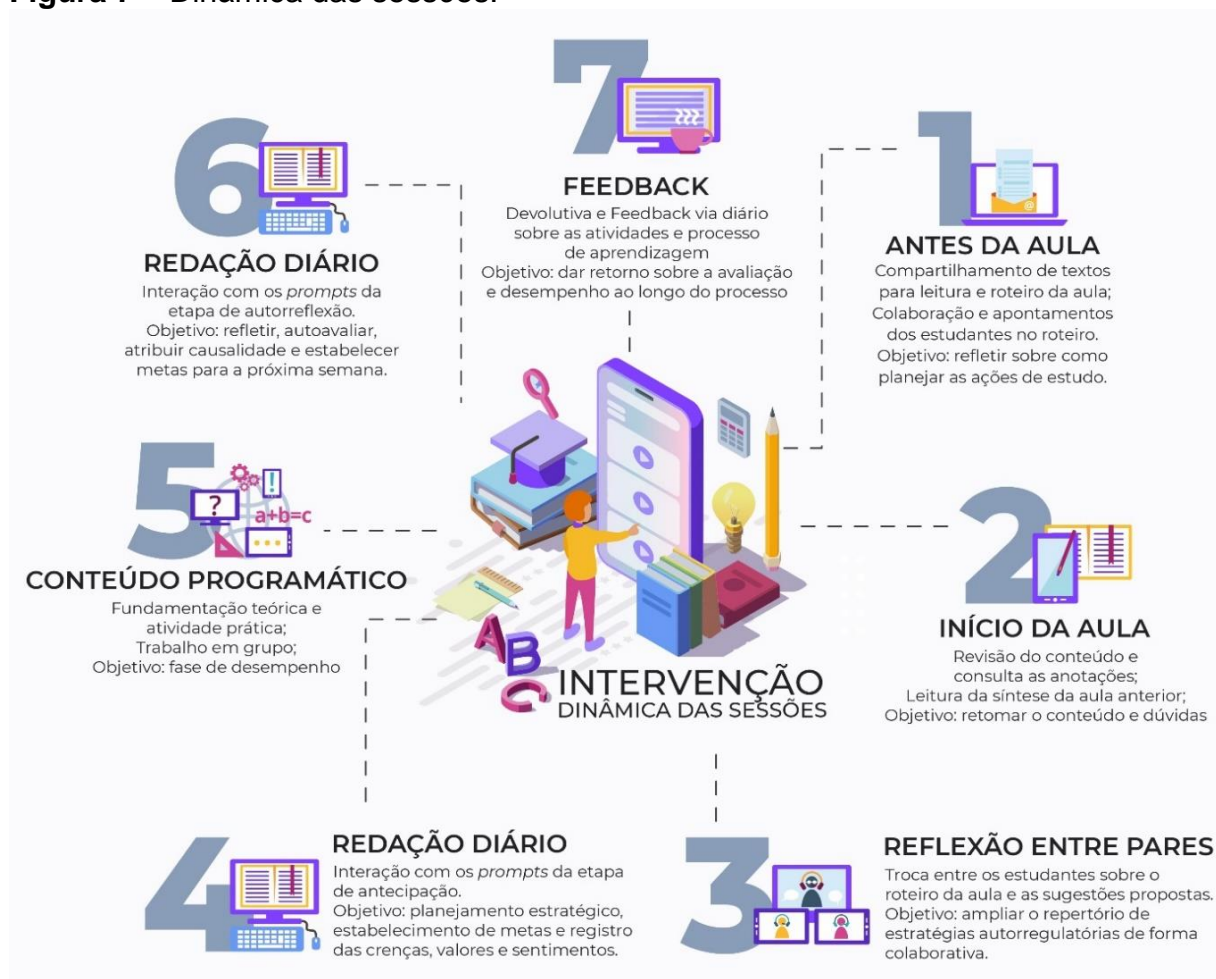 Figura 7 – Dinâmica das sessões.
7
FEEDBACK
Devolutiva e Feedback via diário
sobre as atividades e processo
de aprendizagem
Objetivo: dar retorno sobre a avaliação
e desempenho ao longo do processo
1
@
ANTES DA AULA
Compartilhamento de textos
para leitura e roteiro da aula;
Colaboração e apontamentos
dos estudantes no roteiro.
Objetivo: refletir sobre como
planejar as ações de estudo.
2
INÍCIO DA AULA
Revisão do conteúdo e
consulta as anotações;
Leitura da síntese da aula anterior;
Objetivo: retomar o conteúdo e dúvidas
3
REFLEXÃO ENTRE PARES
Troca entre os estudantes sobre o
roteiro da aula e as sugestões propostas.
Objetivo: ampliar o repertório de
estratégias autorregulatórias de forma
colaborativa.
4
REDAÇÃO DIÁRIO
Interação com os prompts da etapa
de antecipação.
Objetivo: planejamento estratégico,
estabelecimento de metas e registro
das crenças, valores e sentimentos.
5
?
!
a+b=c
CONTEÚDO PROGRAMÁTICO
Fundamentação teórica e
atividade prática;
Trabalho em grupo;
Objetivo: fase de desempenho
6
REDAÇÃO DIÁRIO
Interação com os prompts da
etapa de autorreflexão.
Objetivo: refletir, autoavaliar,
atribuir causalidade e estabelecer
metas para a próxima semana.
ABC
INTERVENÇÃO
DINÂMICA DAS SESSÕES